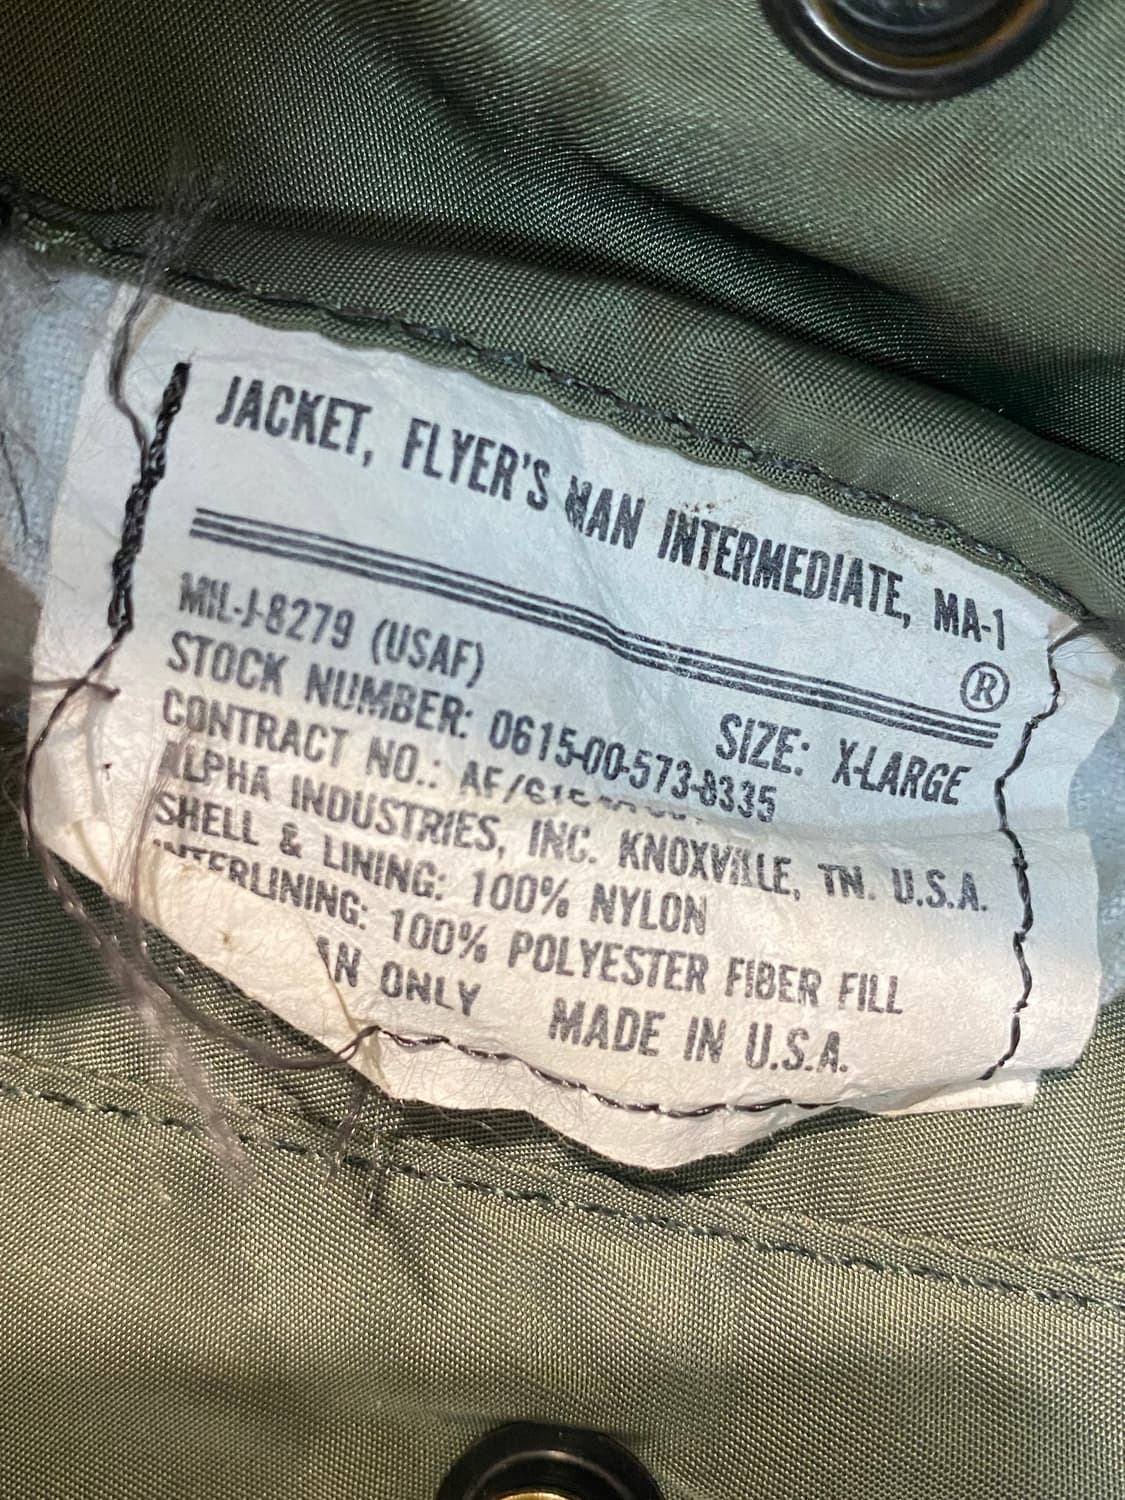 JACKET, FLYER'S MAN INTERMEDIATE, MA-1
®
MIL-J-8279 (USAF)
SIZE: X-LARGE
STOCK NUMBER: 0615-00-573-8335
CONTRACT NO.:
ALPHA INDUSTRIES, INC. KNOXVILLE, TN. U.S.A.
SHELL & LINING: 100% NYLON
INTERLINING: 100% POLYESTER FIBER FILL
ONLY MADE IN U.S.A.